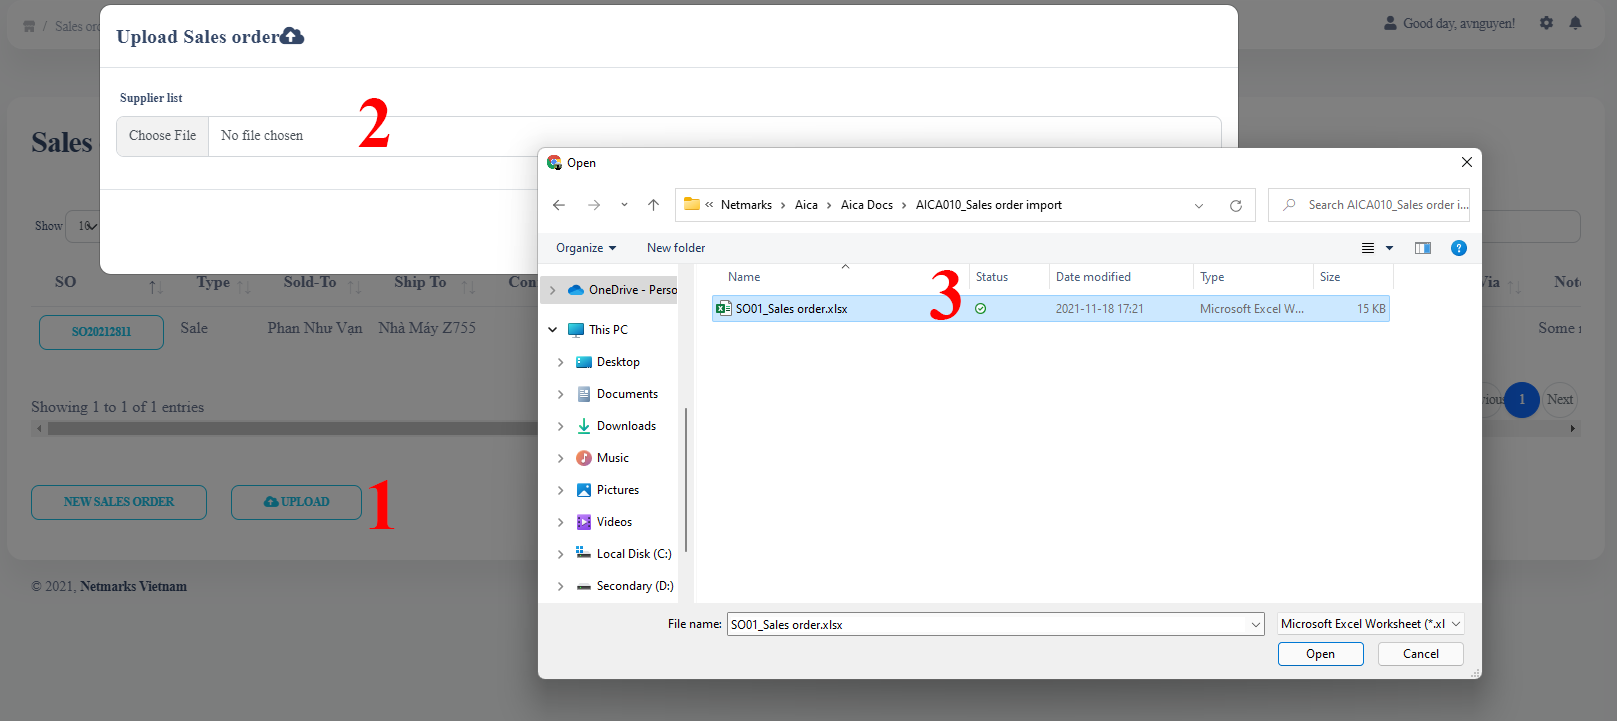 / Sales or
Good day, avnguyen!
Upload Sales order
Supplier list
Choose File No file chosen
2
Sales
Show 10
SO Type Sold-To Ship To Con
Via Not
SO20212811 Sale Phan Như Vạn Nhà Máy Z755
Some
Showing 1 to 1 of 1 entries
1 Next
NEW SALES ORDER UPLOAD
1
© 2021, Netmarks Vietnam
Open
« Netmarks > Aica > Aica Docs > AICA010_Sales order import
Search AICA010_Sales order i...
Organize New folder
Name Status Date modified Type Size
3
SO01_Sales order.xlsx 2021-11-18 17:21 Microsoft Excel W... 15 KB
OneDrive - Perso
This PC
Desktop
Documents
Downloads
Music
Pictures
Videos
Local Disk (C:)
Secondary (D:)
File name: SO01_Sales order.xlsx Microsoft Excel Worksheet (*.xl
Open Cancel